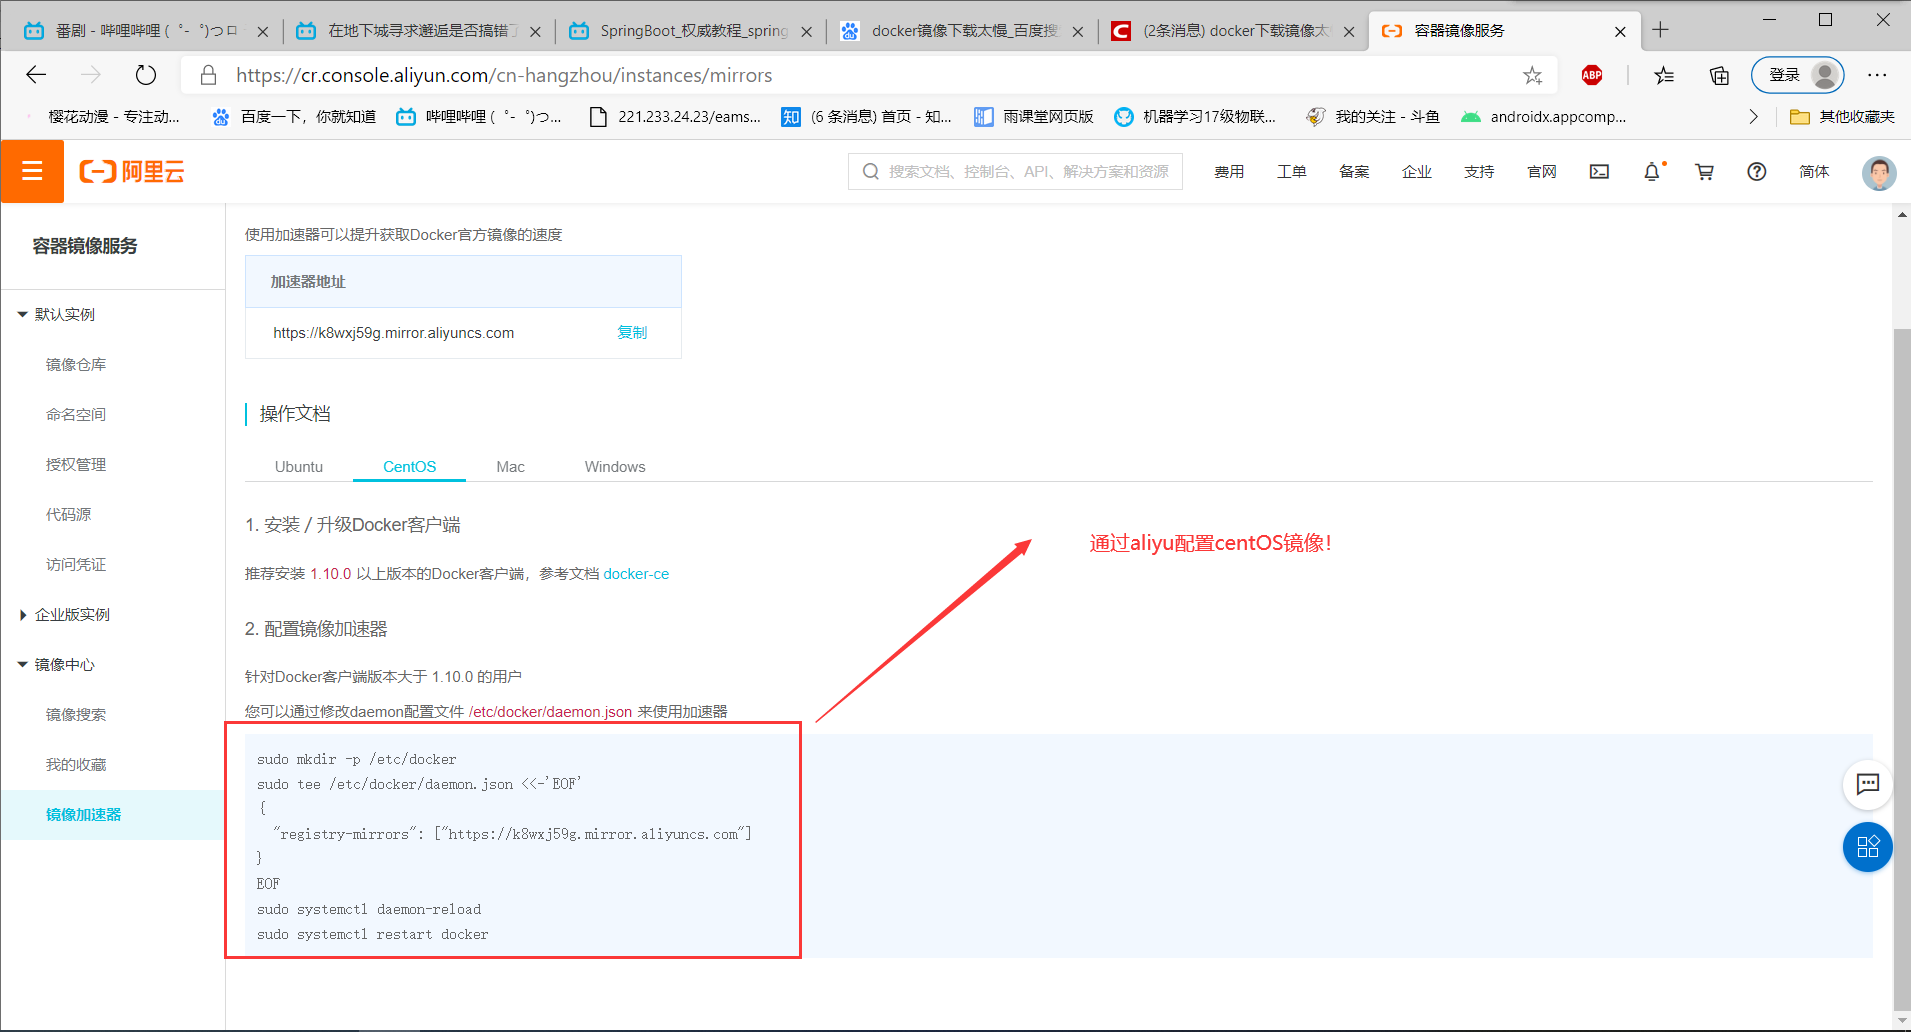 番剧 - 哔哩哔哩 ( ゜- ゜)つロ
在地下城寻求邂逅是否搞错了
SpringBoot_权威教程_spring
docker镜像下载太慢_百度搜
(2条消息) docker下载镜像太
容器镜像服务
https://cr.console.aliyun.com/cn-hangzhou/instances/mirrors
ABP
登录
樱花动漫 - 专注动...
百度一下，你就知道
哔哩哔哩 ( ゜- ゜)つ...
221.233.24.23/eams...
知
(6 条消息) 首页 - 知...
雨课堂网页版
机器学习17级物联...
我的关注 - 斗鱼
androidx.appcomp...
其他收藏夹
阿里云
搜索文档、控制台、API、解决方案和资源
费用
工单
备案
企业
支持
官网
简体
容器镜像服务
默认实例
镜像仓库
命名空间
授权管理
代码源
访问凭证
企业版实例
镜像中心
镜像搜索
我的收藏
镜像加速器
使用加速器可以提升获取Docker官方镜像的速度
加速器地址
https://k8wxj59g.mirror.aliyuncs.com 复制
操作文档
Ubuntu CentOS Mac Windows
1. 安装 / 升级Docker客户端
推荐安装 1.10.0 以上版本的Docker客户端，参考文档 docker-ce
2. 配置镜像加速器
针对Docker客户端版本大于 1.10.0 的用户
您可以通过修改daemon配置文件 /etc/docker/daemon.json 来使用加速器
sudo mkdir -p /etc/docker
sudo tee /etc/docker/daemon.json <<-'EOF'
{
"registry-mirrors": ["https://k8wxj59g.mirror.aliyuncs.com"]
}
EOF
sudo systemctl daemon-reload
sudo systemctl restart docker
通过aliyu配置centOS镜像！